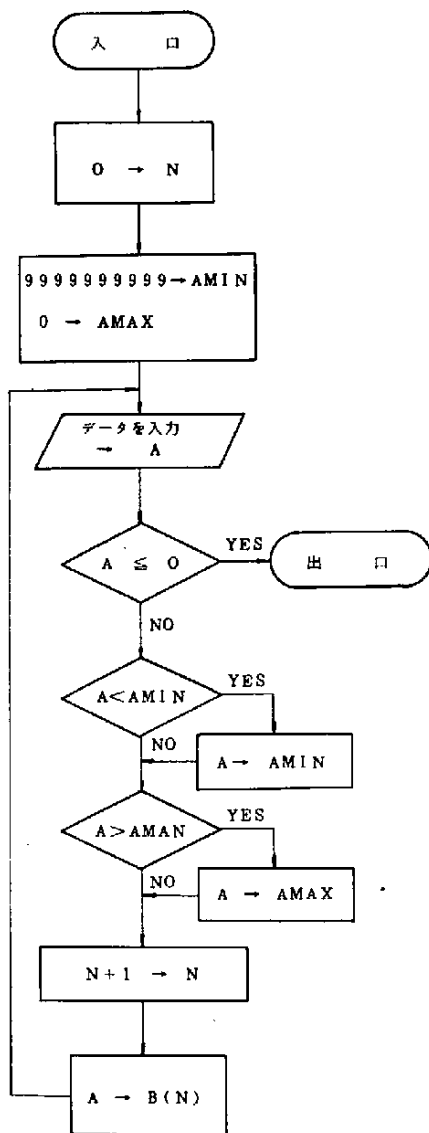 入 口
0 → N
9999999999→AMIN
0 → AMAX
データを入力
→ A
A ≦ 0
YES
出 口
NO
A<AMIN
YES
NO
A→ AMIN
A>AMAN
YES
NO
A → AMAX
N+1 → N
A → B(N)